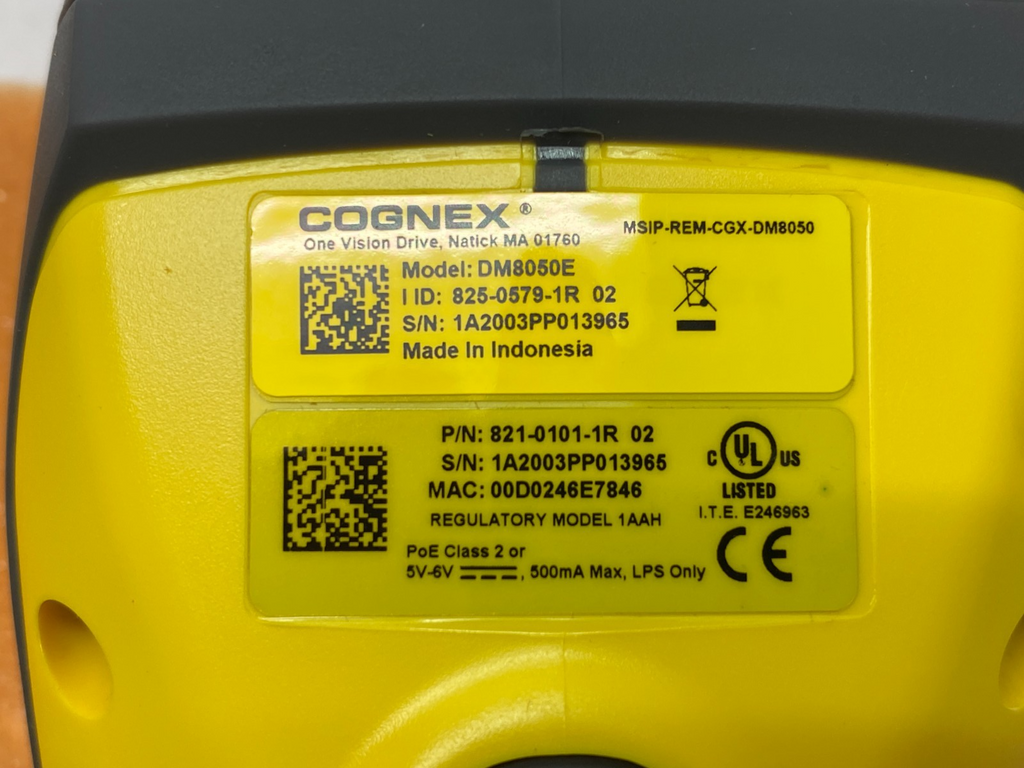 COGNEX®
One Vision Drive, Natick MA 01760
MSIP-REM-CGX-DM8050
Model: DM8050E
I ID: 825-0579-1R 02
S/N: 1A2003PP013965
Made In Indonesia
P/N: 821-0101-1R 02
S/N: 1A2003PP013965
MAC: 00D0246E7846
REGULATORY MODEL 1AAH
PoE Class 2 or
5V-6V ⎓, 500mA Max, LPS Only
C UL US
LISTED
I.T.E. E246963
CE